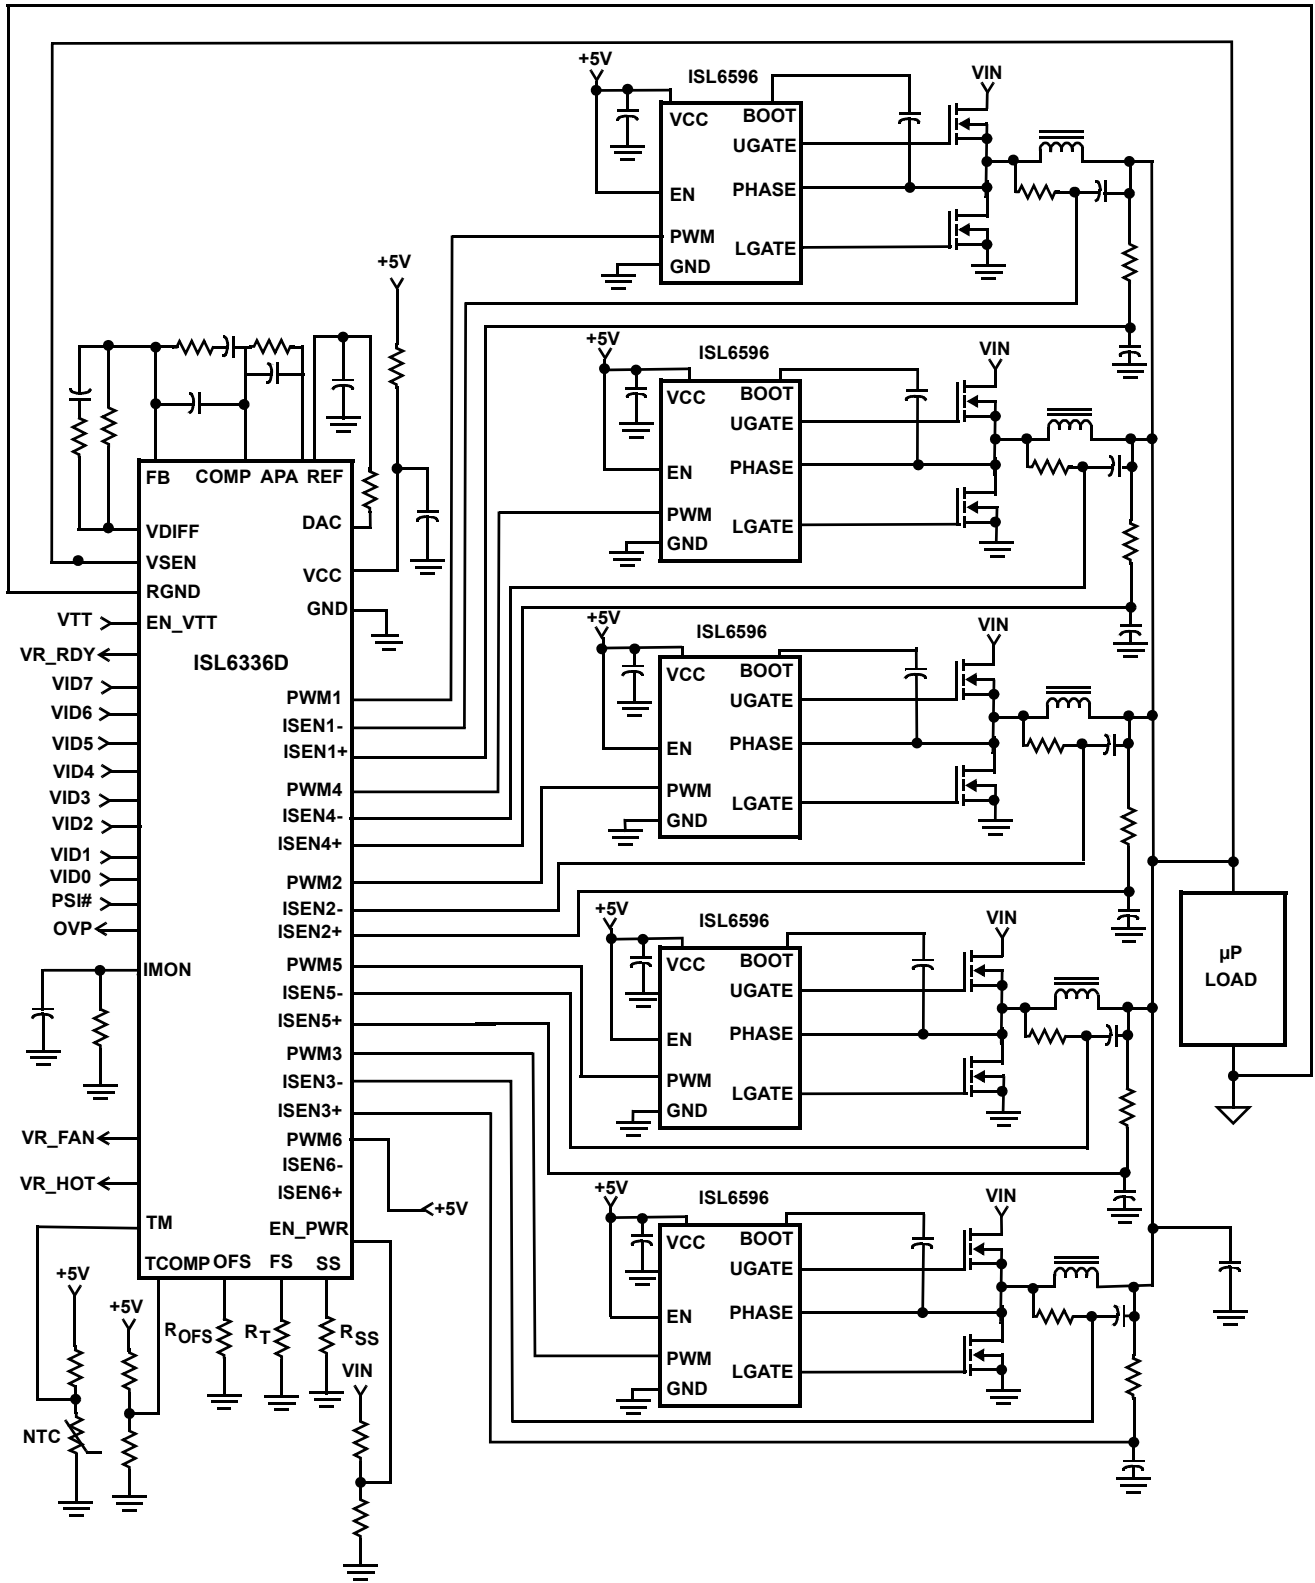 +5V
ISL6596
VIN
VCC
BOOT
UGATE
EN
PHASE
PWM
LGATE
GND
+5V
+5V
ISL6596
VIN
VCC
BOOT
UGATE
EN
PHASE
PWM
LGATE
GND
+5V
ISL6596
VIN
VCC
BOOT
UGATE
EN
PHASE
PWM
LGATE
GND
+5V
ISL6596
VIN
VCC
BOOT
UGATE
EN
PHASE
PWM
LGATE
GND
+5V
ISL6596
VIN
VCC
BOOT
UGATE
EN
PHASE
PWM
LGATE
GND
FB
COMP
APA
REF
VDIFF
DAC
VSEN
VCC
RGND
GND
VTT
EN_VTT
ISL6336D
VR_RDY
VID7
VID6
VID5
VID4
VID3
VID2
VID1
VID0
PSI#
OVP
IMON
VR_FAN
VR_HOT
TM
PWM1
ISEN1-
ISEN1+
PWM4
ISEN4-
ISEN4+
PWM2
ISEN2-
ISEN2+
PWM5
ISEN5-
ISEN5+
PWM3
ISEN3-
ISEN3+
PWM6
ISEN6-
ISEN6+
+5V
EN_PWR
TCOMP
OFS
FS
SS
+5V
+5V
ROFS
RT
RSS
VIN
NTC
µP
LOAD